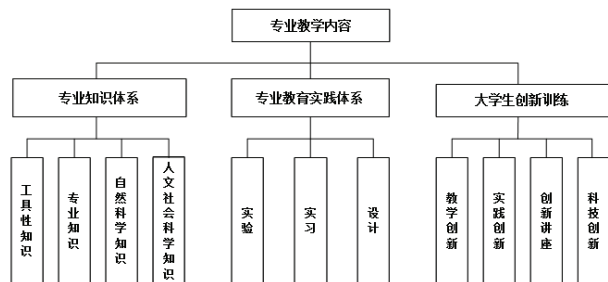 专业教学内容
专业知识体系
专业教育实践体系
大学生创新训练
工具性知识
专业知识
自然科学知识
人文社会科学知识
实验
实习
设计
教学创新
实践创新
创新讲座
科技创新